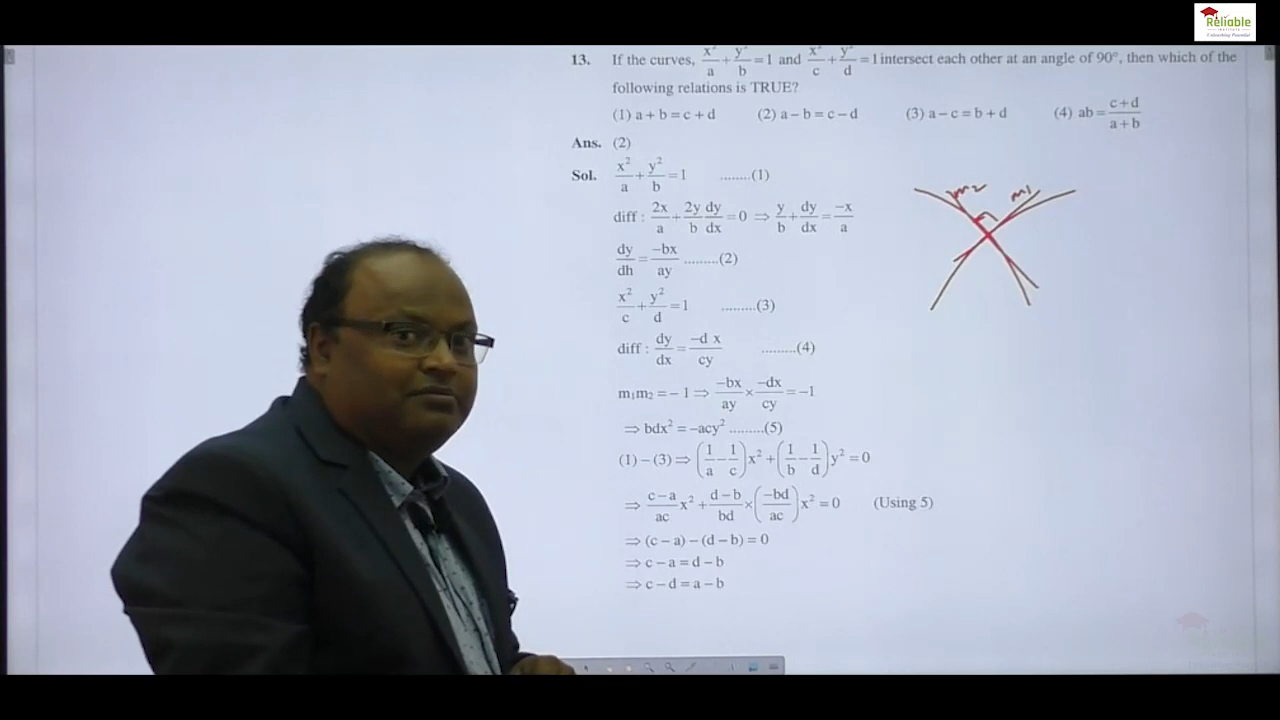 Reliable
INSTITUTE
Unleashing Potential
13. If the curves, x²/a + y²/b = 1 and x²/c + y²/d = 1 intersect each other at an angle of 90°, then which of the
following relations is TRUE?
(1) a + b = c + d (2) a – b = c – d (3) a – c = b + d (4) ab = (c + d)/(a + b)
Ans. (2)
Sol. x²/a + y²/b = 1 ........(1)
diff : 2x/a + 2y/b dy/dx = 0 ⇒ y/b + dy/dx = –x/a
dy/dh = –bx/ay .........(2)
x²/c + y²/d = 1 .........(3)
diff : dy/dx = –d x/cy .........(4)
m₁m₂ = – 1 ⇒ –bx/ay × –dx/cy = –1
⇒ bdx² = –acy² .........(5)
(1) – (3) ⇒ (1/a – 1/c)x² + (1/b – 1/d)y² = 0
⇒ (c – a)/ac x² + (d – b)/bd × (–bd/ac)x² = 0 (Using 5)
⇒ (c – a) – (d – b) = 0
⇒ c – a = d – b
⇒ c – d = a – b
m2 m1